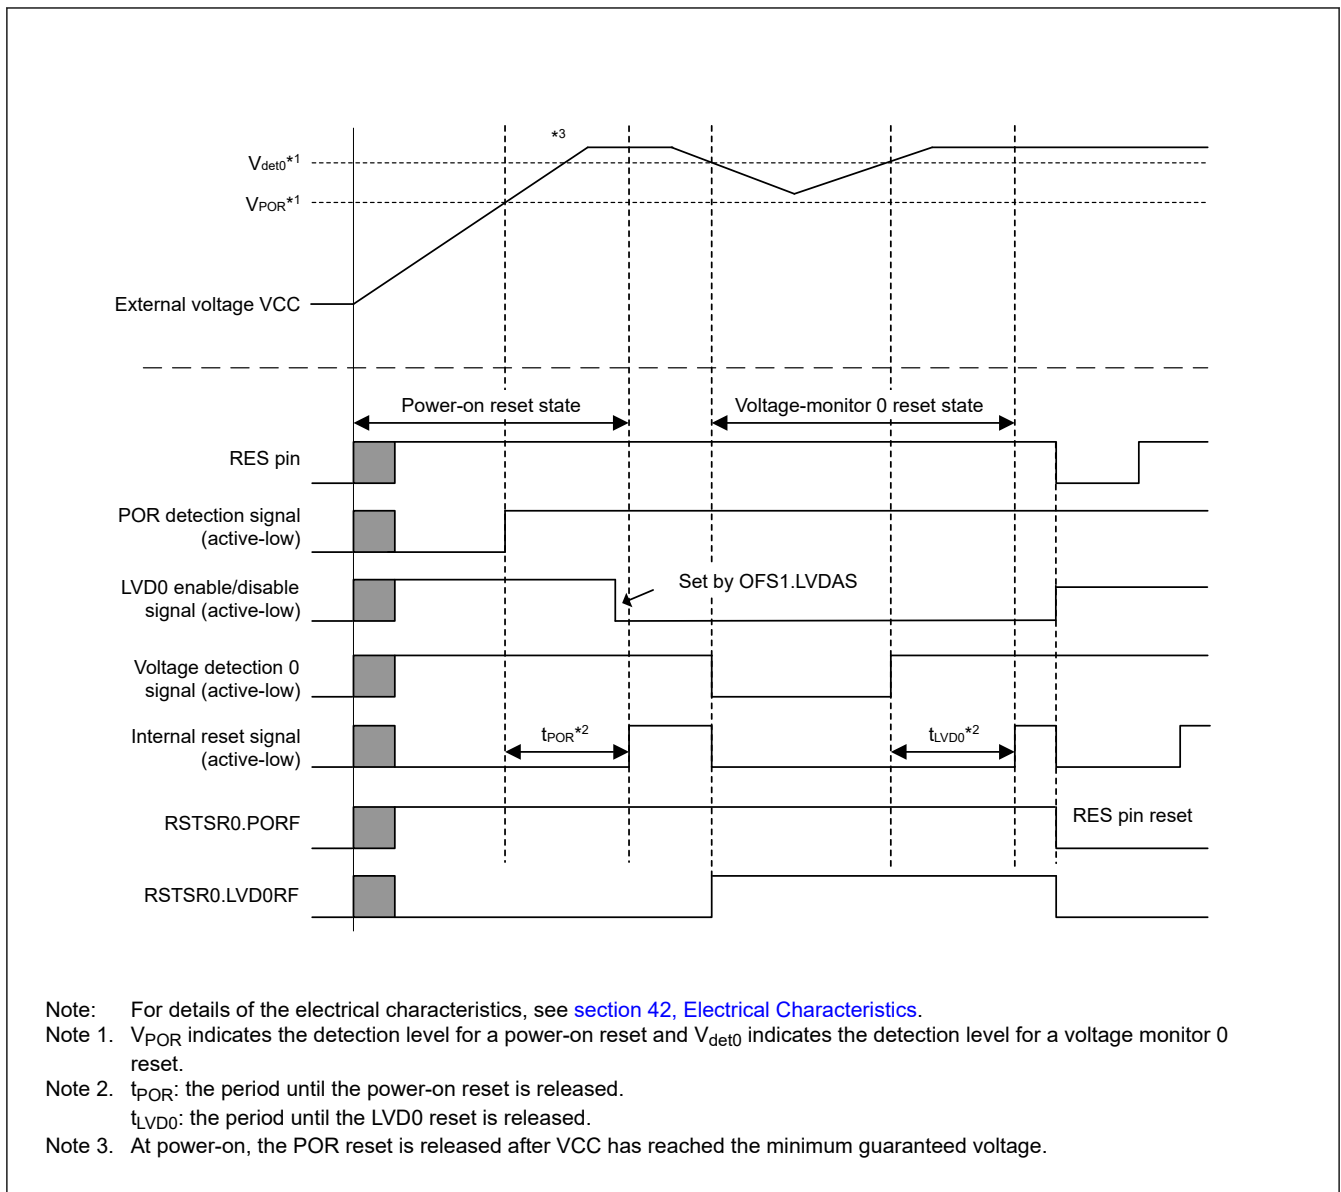 *3
Vdet0*1
VPOR*1
External voltage VCC
Power-on reset state
Voltage-monitor 0 reset state
RES pin
POR detection signal
(active-low)
LVD0 enable/disable
signal (active-low)
Set by OFS1.LVDAS
Voltage detection 0
signal (active-low)
Internal reset signal
(active-low)
tPOR*2
tLVD0*2
RSTSR0.PORF
RES pin reset
RSTSR0.LVD0RF
Note: For details of the electrical characteristics, see section 42, Electrical Characteristics.
Note 1. VPOR indicates the detection level for a power-on reset and Vdet0 indicates the detection level for a voltage monitor 0
reset.
Note 2. tPOR: the period until the power-on reset is released.
tLVD0: the period until the LVD0 reset is released.
Note 3. At power-on, the POR reset is released after VCC has reached the minimum guaranteed voltage.